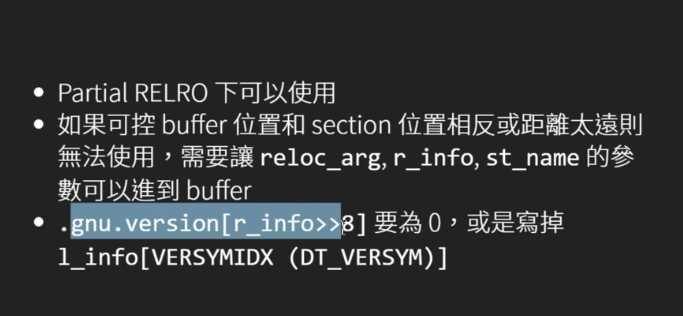 • Partial RELRO 下可以使用
• 如果可控 buffer 位置和 section 位置相反或距離太遠則
無法使用，需要讓 reloc_arg, r_info, st_name 的參
數可以進到 buffer
• .gnu.version[r_info>>8] 要為 0，或是寫掉
l_info[VERSYMIDX (DT_VERSYM)]